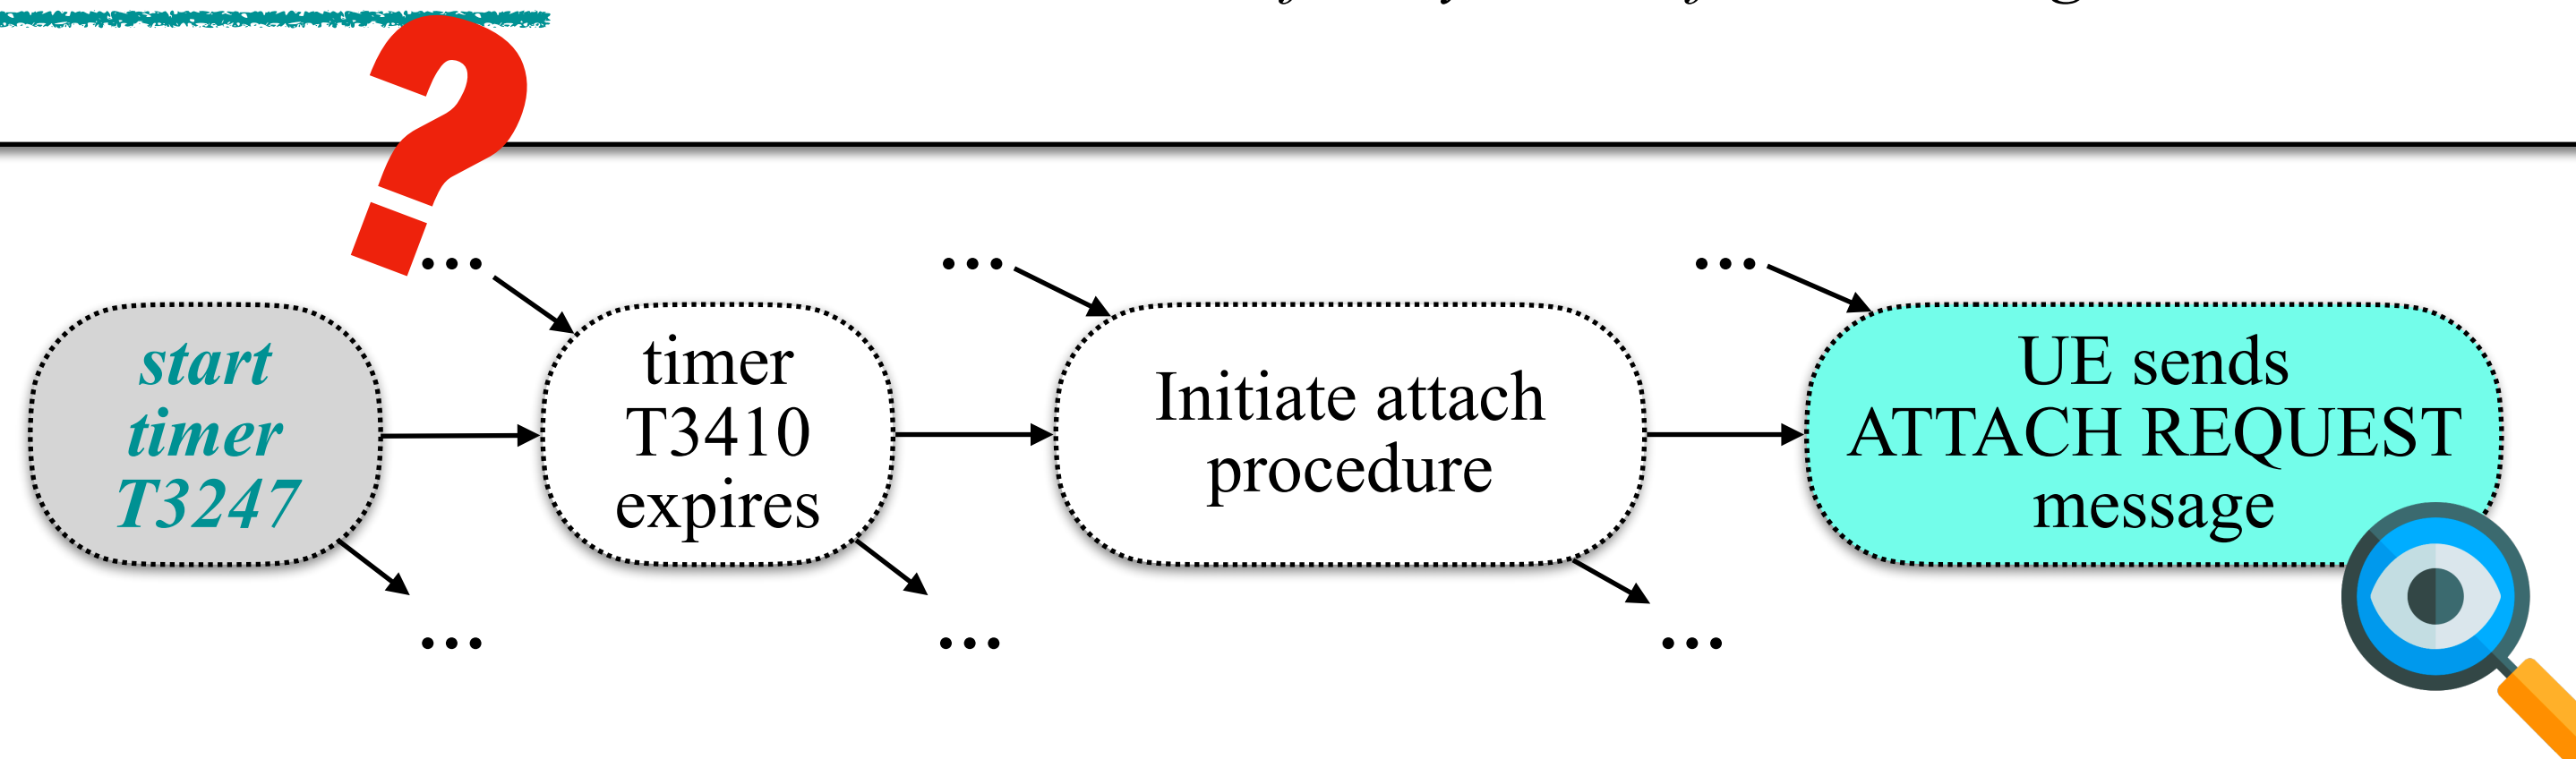 ?
... ... ...
start
timer
T3247
timer
T3410
expires
Initiate attach
procedure
UE sends
ATTACH REQUEST
message
... ... ...